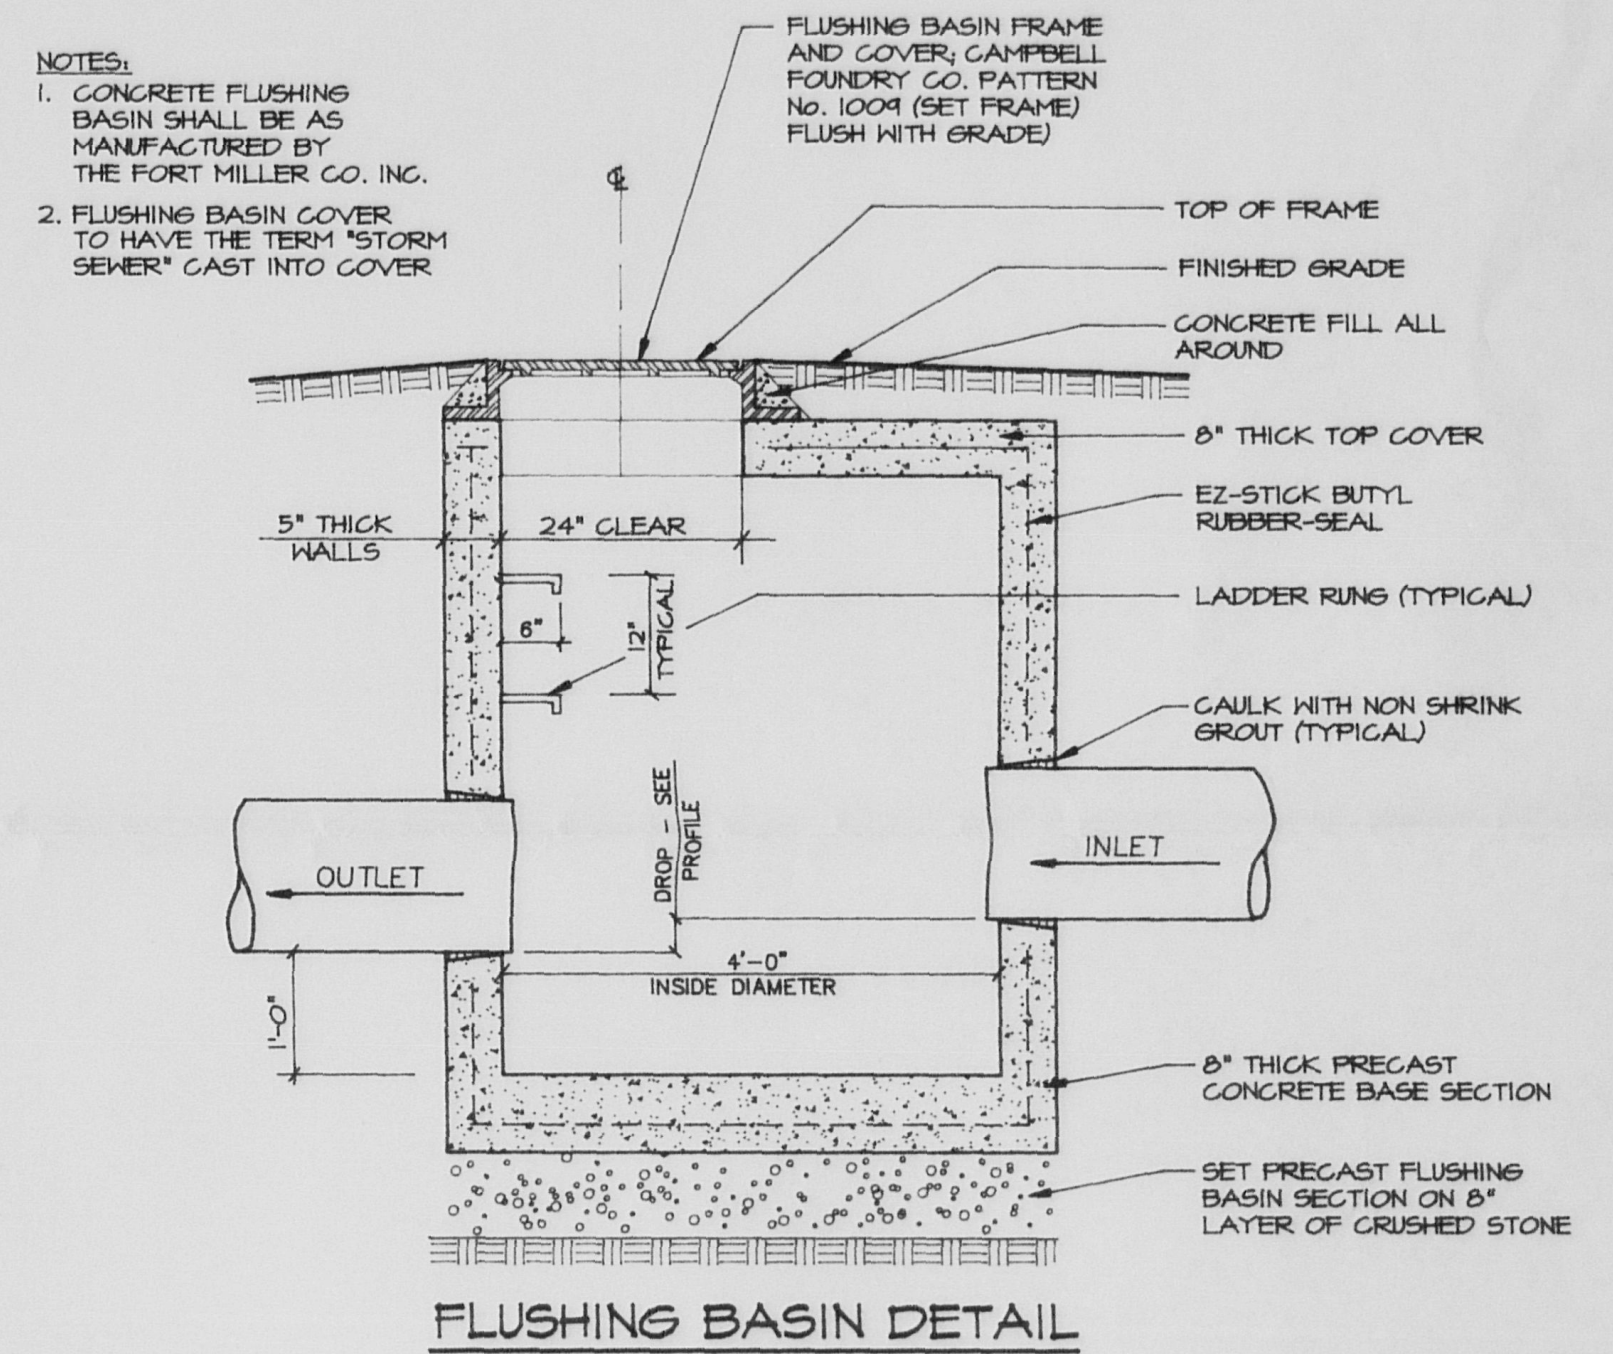 NOTES:
1. CONCRETE FLUSHING
BASIN SHALL BE AS
MANUFACTURED BY
THE FORT MILLER CO. INC.
2. FLUSHING BASIN COVER
TO HAVE THE TERM "STORM
SEWER" CAST INTO COVER
FLUSHING BASIN FRAME
AND COVER; CAMPBELL
FOUNDRY CO. PATTERN
No. 1009 (SET FRAME)
FLUSH WITH GRADE)
℄
TOP OF FRAME
FINISHED GRADE
CONCRETE FILL ALL
AROUND
8" THICK TOP COVER
EZ-STICK BUTYL
RUBBER-SEAL
5" THICK
WALLS
24" CLEAR
LADDER RUNG (TYPICAL)
6"
12"
TYPICAL
CAULK WITH NON SHRINK
GROUT (TYPICAL)
DROP - SEE
PROFILE
INLET
OUTLET
4'-0"
INSIDE DIAMETER
1'-0"
8" THICK PRECAST
CONCRETE BASE SECTION
SET PRECAST FLUSHING
BASIN SECTION ON 8"
LAYER OF CRUSHED STONE
FLUSHING BASIN DETAIL